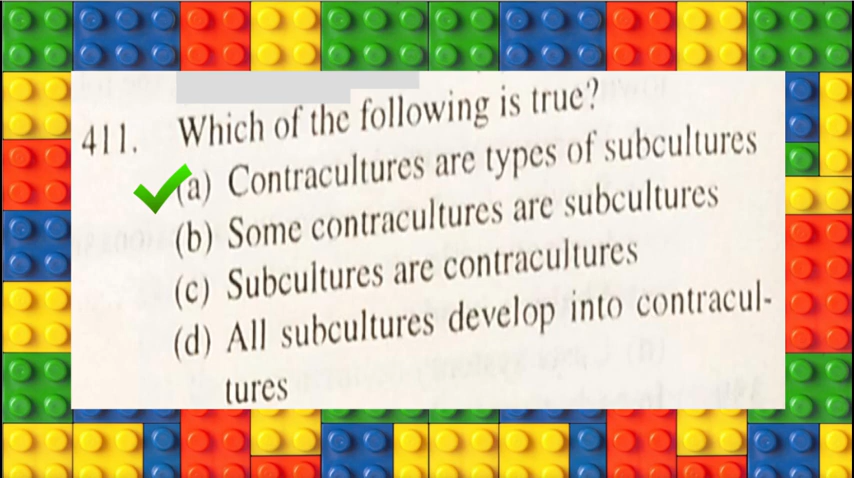 411. Which of the following is true?
(a) Contracultures are types of subcultures
(b) Some contracultures are subcultures
(c) Subcultures are contracultures
(d) All subcultures develop into contracul-
tures